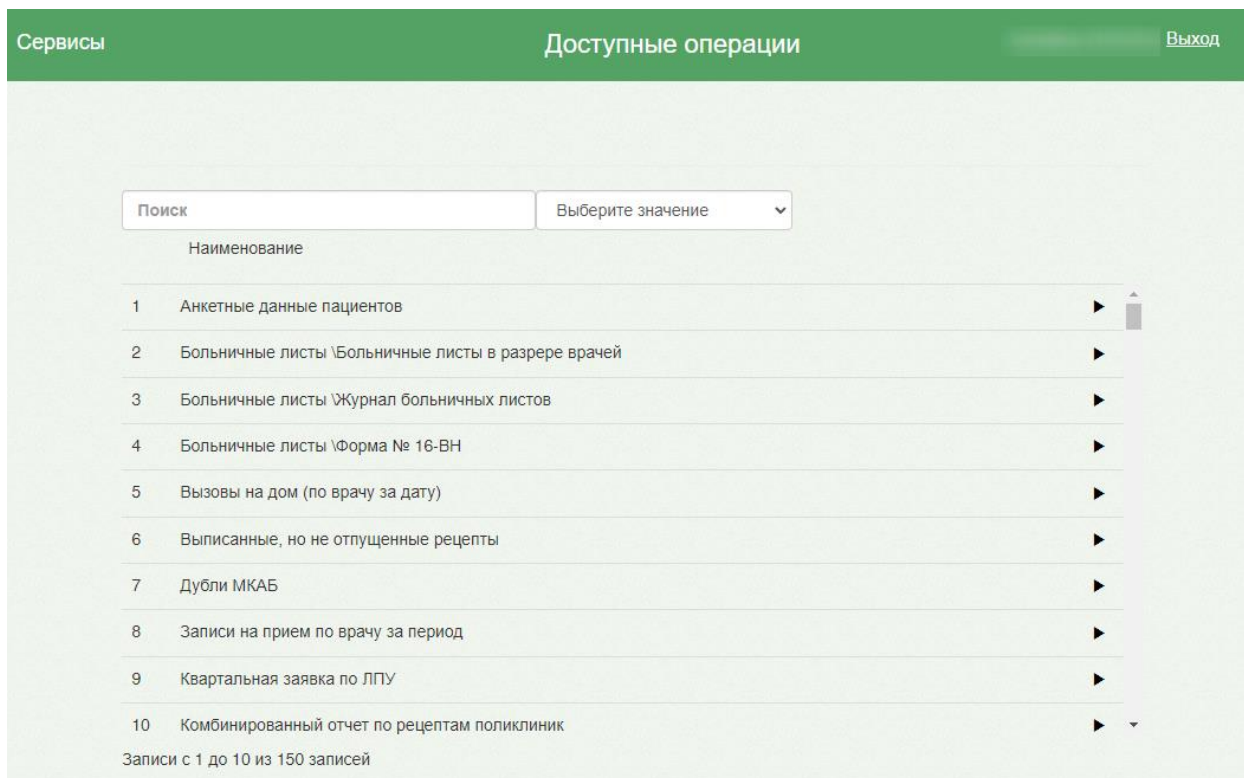 Сервисы Доступные операции Выход
Поиск Выберите значение
Наименование
1 Анкетные данные пациентов
2 Больничные листы \Больничные листы в разрере врачей
3 Больничные листы \Журнал больничных листов
4 Больничные листы \Форма № 16-ВН
5 Вызовы на дом (по врачу за дату)
6 Выписанные, но не отпущенные рецепты
7 Дубли МКАБ
8 Записи на прием по врачу за период
9 Квартальная заявка по ЛПУ
10 Комбинированный отчет по рецептам поликлиник
Записи с 1 до 10 из 150 записей